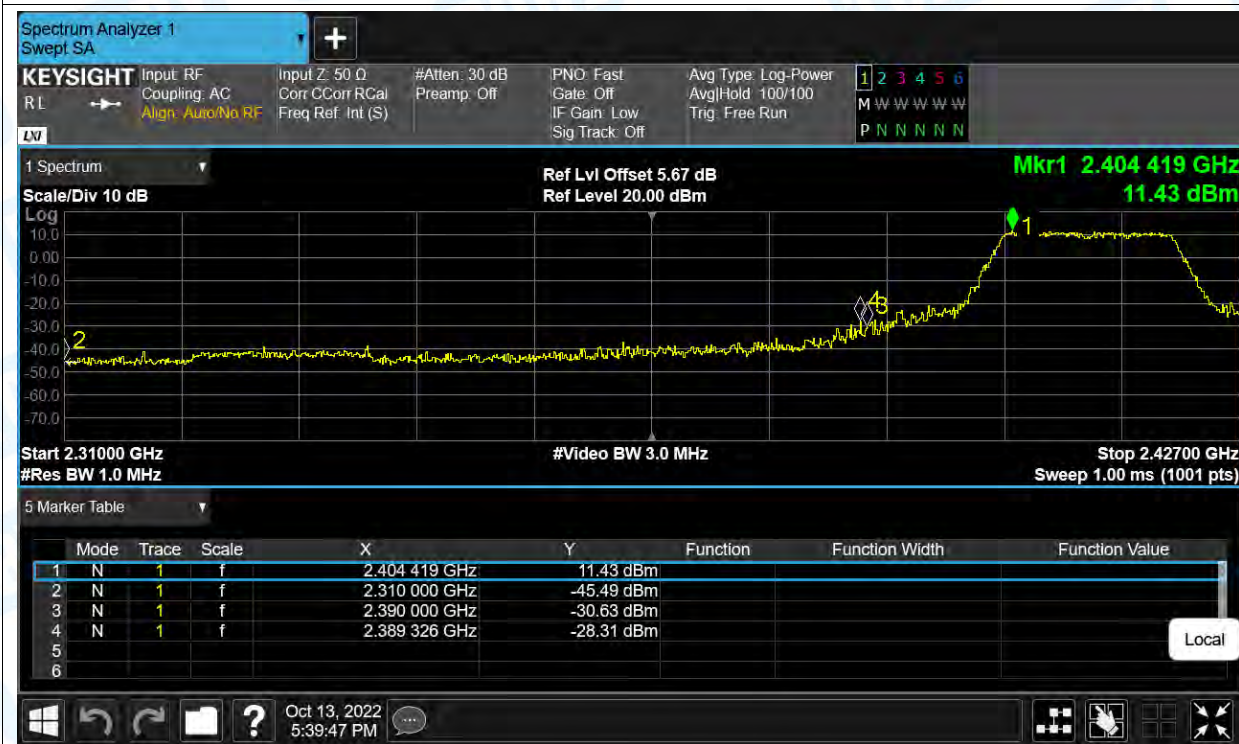 Spectrum Analyzer 1
Swept SA
KEYSIGHT
RL
LXI
Input: RF
Coupling: AC
Align: Auto/No RF
Input Z: 50 Ω
Corr CCorr RCal
Freq Ref: Int (S)
#Atten: 30 dB
Preamp: Off
PNO: Fast
Gate: Off
IF Gain: Low
Sig Track: Off
Avg Type: Log-Power
Avg|Hold: 100/100
Trig: Free Run
1 2 3 4 5 6
M W W W W W
P N N N N N N
1 Spectrum
Scale/Div 10 dB
Ref Lvl Offset 5.67 dB
Ref Level 20.00 dBm
Mkr1 2.404 419 GHz
11.43 dBm
Log
10.0
0.00
-10.0
-20.0
-30.0
-40.0
-50.0
-60.0
-70.0
1
2
4
3
Start 2.31000 GHz
#Video BW 3.0 MHz
Stop 2.42700 GHz
#Res BW 1.0 MHz
Sweep 1.00 ms (1001 pts)
5 Marker Table
Mode Trace Scale X Y Function Function Width Function Value
1 N 1 f 2.404 419 GHz 11.43 dBm
2 N 1 f 2.310 000 GHz -45.49 dBm
3 N 1 f 2.390 000 GHz -30.63 dBm
4 N 1 f 2.389 326 GHz -28.31 dBm
5
6
Local
?
Oct 13, 2022
5:39:47 PM